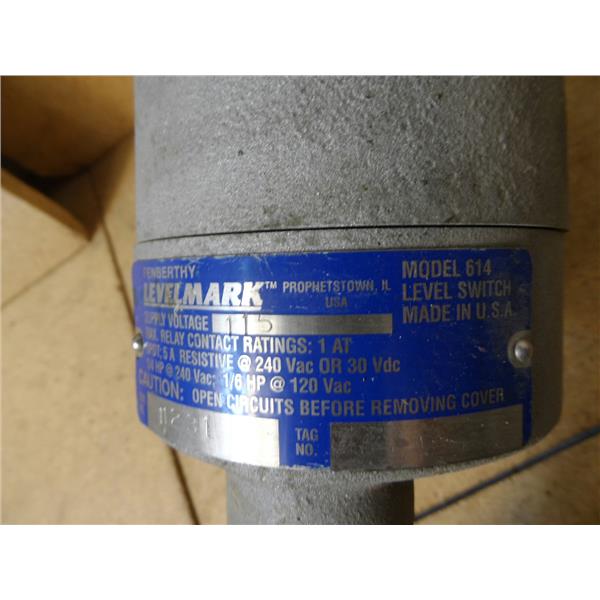 PENBERTHY
LEVELMARK™ PROPHETSTOWN, IL
USA
MODEL 614
LEVEL SWITCH
MADE IN U.S.A.
SUPPLY VOLTAGE 115
RELAY CONTACT RATINGS: 1 AT
5 A RESISTIVE @ 240 Vac OR 30 Vdc
HP @ 240 Vac; 1/6 HP @ 120 Vac
CAUTION: OPEN CIRCUITS BEFORE REMOVING COVER
TAG
NO.